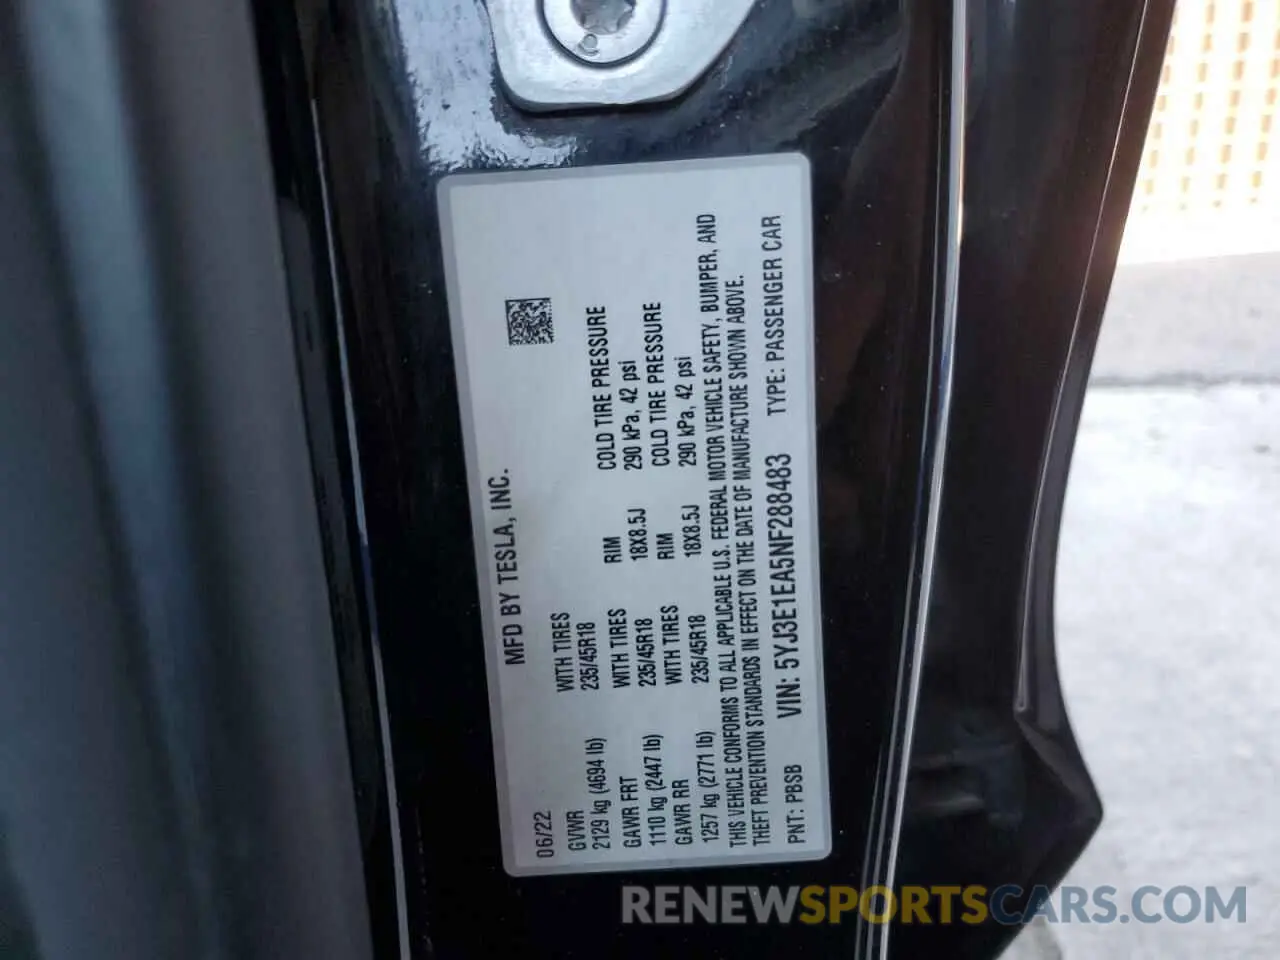 MFD BY TESLA, INC.
06/22
GVWR
2129 kg (4694 lb)
WITH TIRES
235/45R18
GAWR FRT
1110 kg (2447 lb)
WITH TIRES
235/45R18
RIM
18X8.5J
COLD TIRE PRESSURE
290 kPa, 42 psi
GAWR RR
1257 kg (2771 lb)
WITH TIRES
235/45R18
RIM
18X8.5J
COLD TIRE PRESSURE
290 kPa, 42 psi
THIS VEHICLE CONFORMS TO ALL APPLICABLE U.S. FEDERAL MOTOR VEHICLE SAFETY, BUMPER, AND
THEFT PREVENTION STANDARDS IN EFFECT ON THE DATE OF MANUFACTURE SHOWN ABOVE.
PNT: PBSB VIN: 5YJ3E1EA5NF288483 TYPE: PASSENGER CAR
RENEWSPORTSCARS.COM